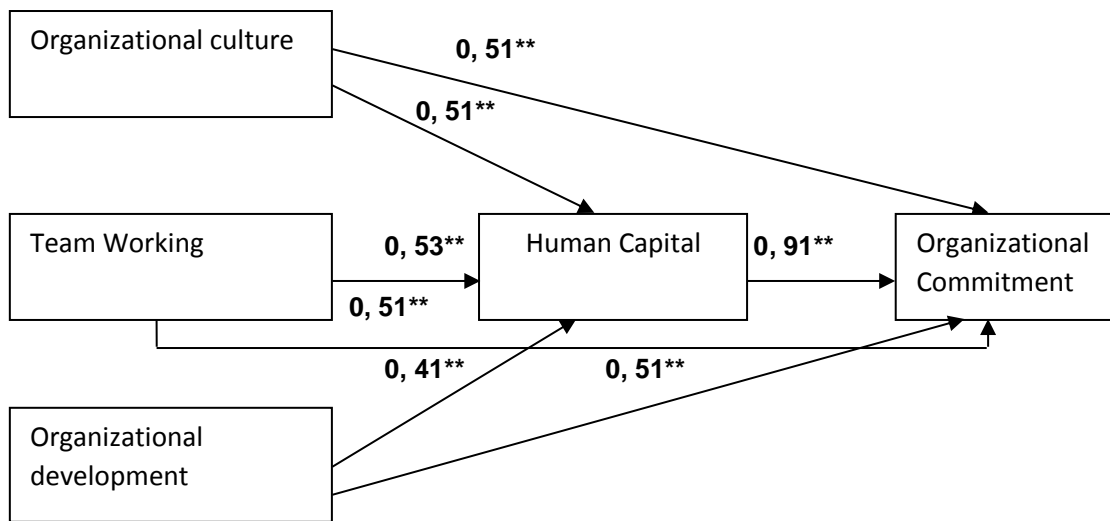 Organizational culture
0, 51**
0, 51**
Team Working
0, 53**
Human Capital
0, 91**
Organizational
Commitment
0, 51**
0, 41**
0, 51**
Organizational
development